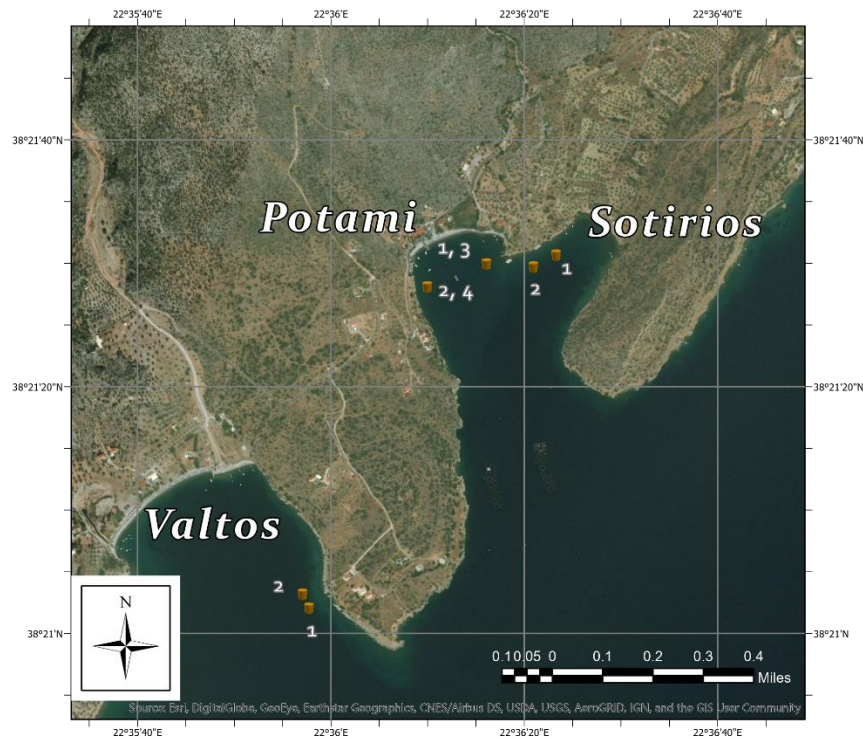 22°35'40"E 22°36'E 22°36'20"E 22°36'40"E
38°21'40"N 38°21'40"N
Potami Sotirios
1, 3
1
2
2, 4
38°21'20"N 38°21'20"N
Valtos
2
1
N
38°21'N 38°21'N
0.10.05 0 0.1 0.2 0.3 0.4
Miles
Source: Esri, DigitalGlobe, GeoEye, Earthstar Geographics, CNES/Airbus DS, USDA, USGS, AeroGRID, IGN, and the GIS User Community
22°35'40"E 22°36'E 22°36'20"E 22°36'40"E